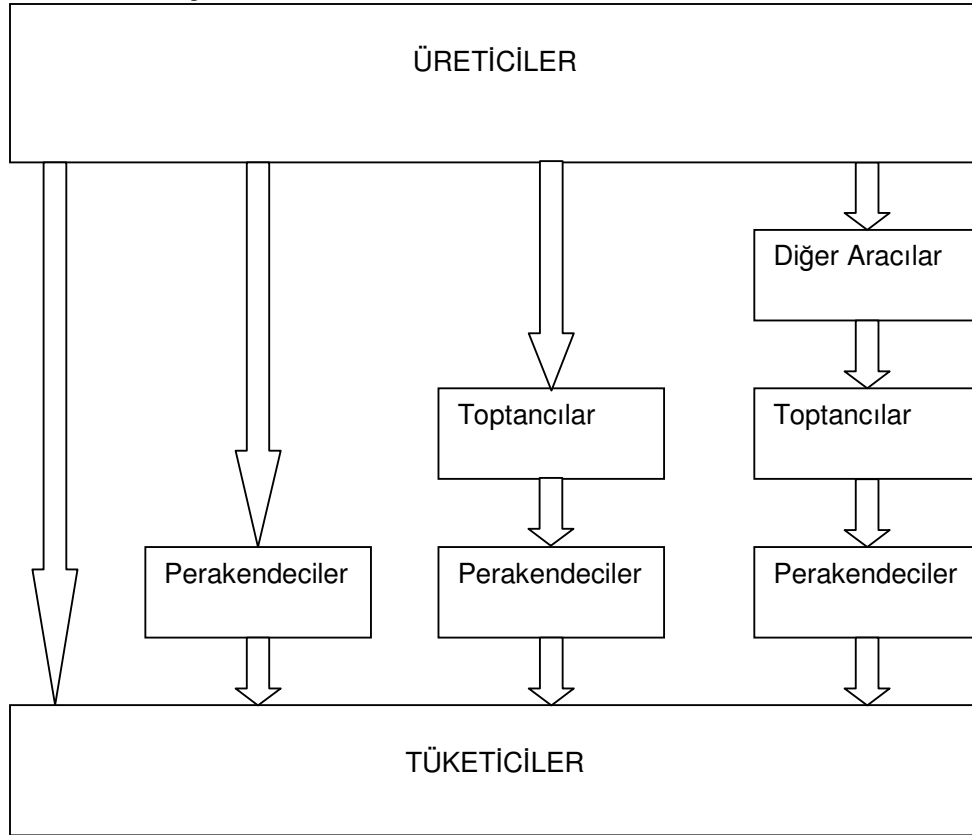 ÜRETİCİLER
Diğer Aracılar
Toptancılar
Toptancılar
Perakendeciler
Perakendeciler
Perakendeciler
TÜKETİCİLER